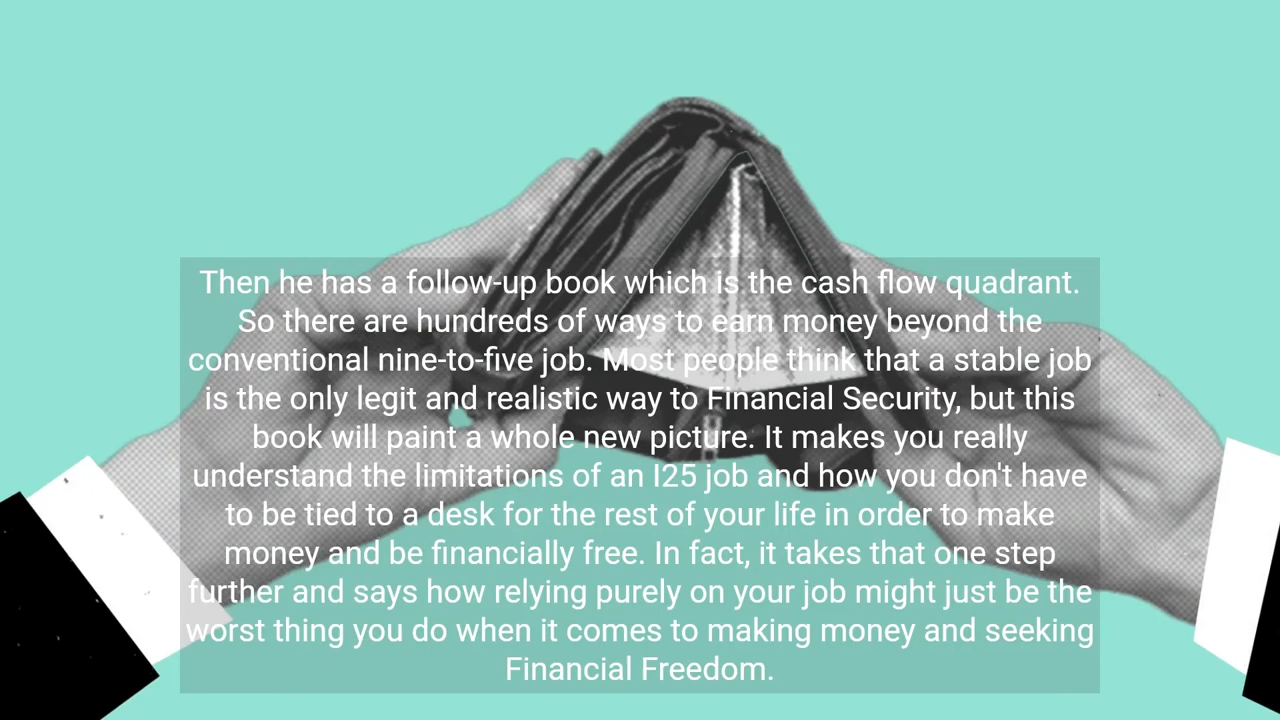 Then he has a follow-up book which is the cash flow quadrant.
So there are hundreds of ways to earn money beyond the
conventional nine-to-five job. Most people think that a stable job
is the only legit and realistic way to Financial Security, but this
book will paint a whole new picture. It makes you really
understand the limitations of an I25 job and how you don't have
to be tied to a desk for the rest of your life in order to make
money and be financially free. In fact, it takes that one step
further and says how relying purely on your job might just be the
worst thing you do when it comes to making money and seeking
Financial Freedom.